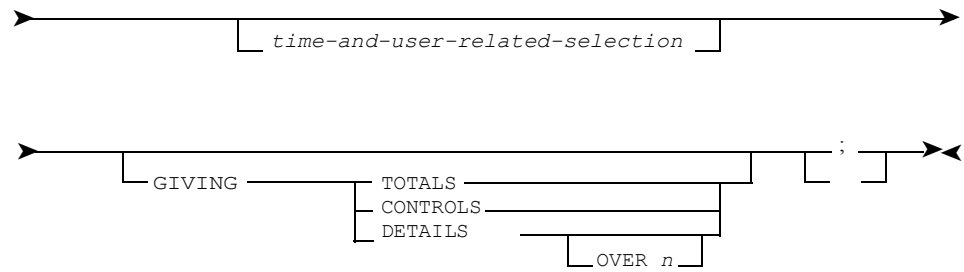 time-and-user-related-selection
;
GIVING TOTALS
CONTROLS
DETAILS
OVER n